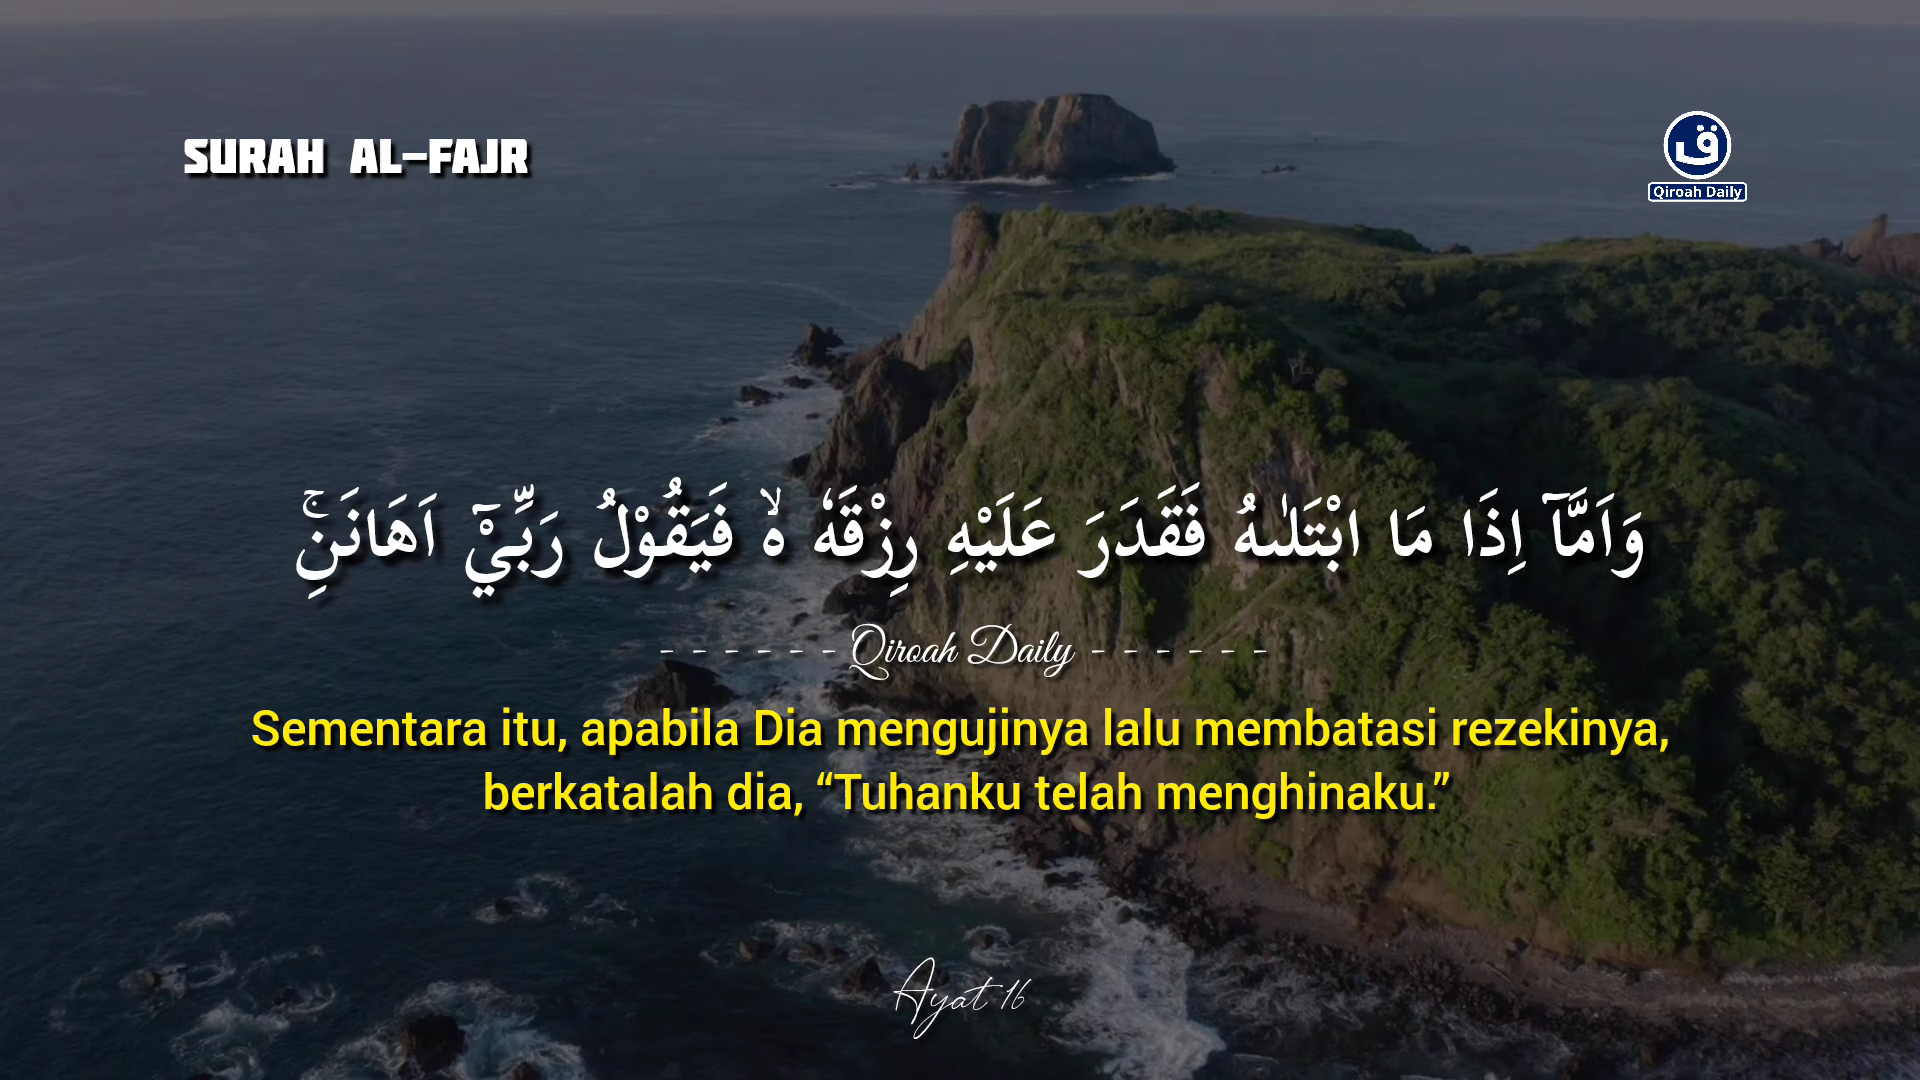 SURAH AL-FAJR
ق
Qiroah Daily
وَاَمَّآ اِذَا مَا ابْتَلٰىهُ فَقَدَرَ عَلَيْهِ رِزْقَهٗ ەۙ فَيَقُوْلُ رَبِّيْٓ اَهَانَنِۚ
- - - - - - Qiroah Daily - - - - - -
Sementara itu, apabila Dia mengujinya lalu membatasi rezekinya,
berkatalah dia, “Tuhanku telah menghinaku.”
Ayat 16